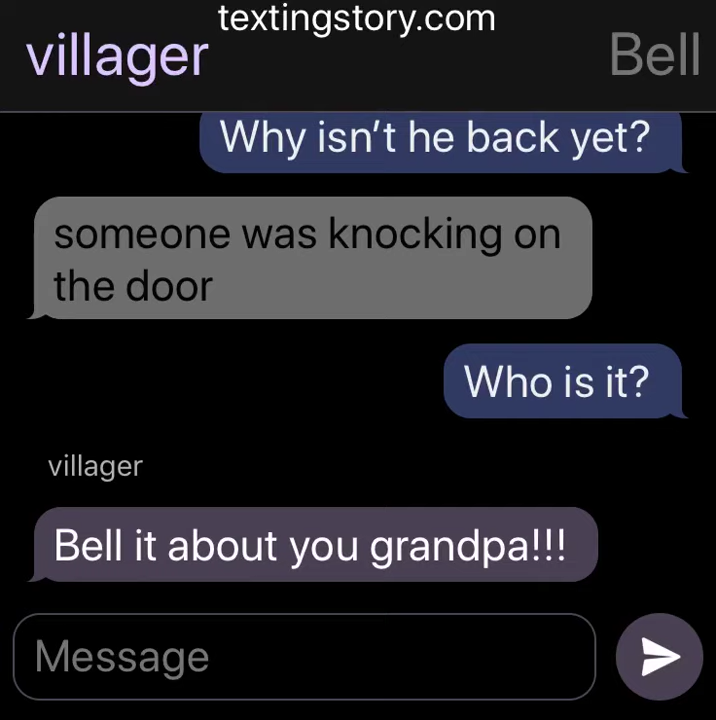 textingstory.com
villager
Bell
Why isn’t he back yet?
someone was knocking on
the door
Who is it?
villager
Bell it about you grandpa!!!
Message